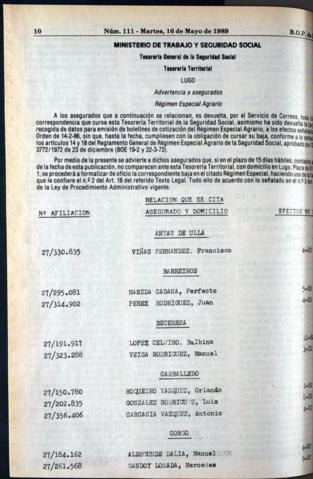 10 Núm. 111 - Martes, 16 de Mayo de 1989 B.O.P.
MINISTERIO DE TRABAJO Y SEGURIDAD SOCIAL
Tesorería General de la Seguridad Social
Tesorería Territorial
LUGO
Advertencia a asegurados
Régimen Especial Agrario
A los asegurados que a continuación se relacionan, se devuelta, por el Servicio de Correos,
correspondencia que cursa esta Tesorería Territorial de la Seguridad Social, asimismo ha sido devuelta la
recogida de datos para emisión de boletines de cotización del Régimen Especial Agrario, a los efectos
Orden de 14-2-86, sin que, hasta la fecha, cumpliesen con la obligación de cursar su baja, conforme a lo
los artículos 14 y 18 del Reglamento General de Régimen Especial Agrario de la Seguridad Social, aprobado por
3772/1972 de 23 de diciembre (BOE 19-2 y 22-3-73).
Por medio de la presente se advierte a dichos asegurados que, si en el plazo de 15 días hábiles,
de la fecha de esta publicación, no comparecen ante esta Tesorería Territorial, con domicilio en Lugo,
1, se procederá a formalizar de oficio la correspondiente baja en el citado Régimen Especial, haciendo uso
que le confiere el n.º 2 del Art. 18 del referido Texto Legal. Todo ello de acuerdo con lo señalado en el n.º
de la Ley de Procedimiento Administrativo vigente.
RELACION QUE SE CITA
Nº AFILIACION ASEGURADO Y DOMICILIO EFECTOS
ANTAS DE ULLA
27/330.835 VIÑAS FERNANDEZ, Francisco
BARREIROS
27/295.081 CABANA, Perfecto
27/314.902 PEREZ RODRIGUEZ, Juan
BECERREA
27/191.917 LOPEZ Balbina
27/323.288 VEIGA RODRIGUEZ, Manuel
CARBALLEDO
27/150.780 ROQUEIRO VAZQUEZ, Orlando
27/202.835 GONZALEZ RODRIGUEZ, Luis
27/356.406 CARCACIA VAZQUEZ, Antonio
CORGO
27/184.162 DALIA, Manuel
27/261.568 GANDOY LOSADA, Mercedes